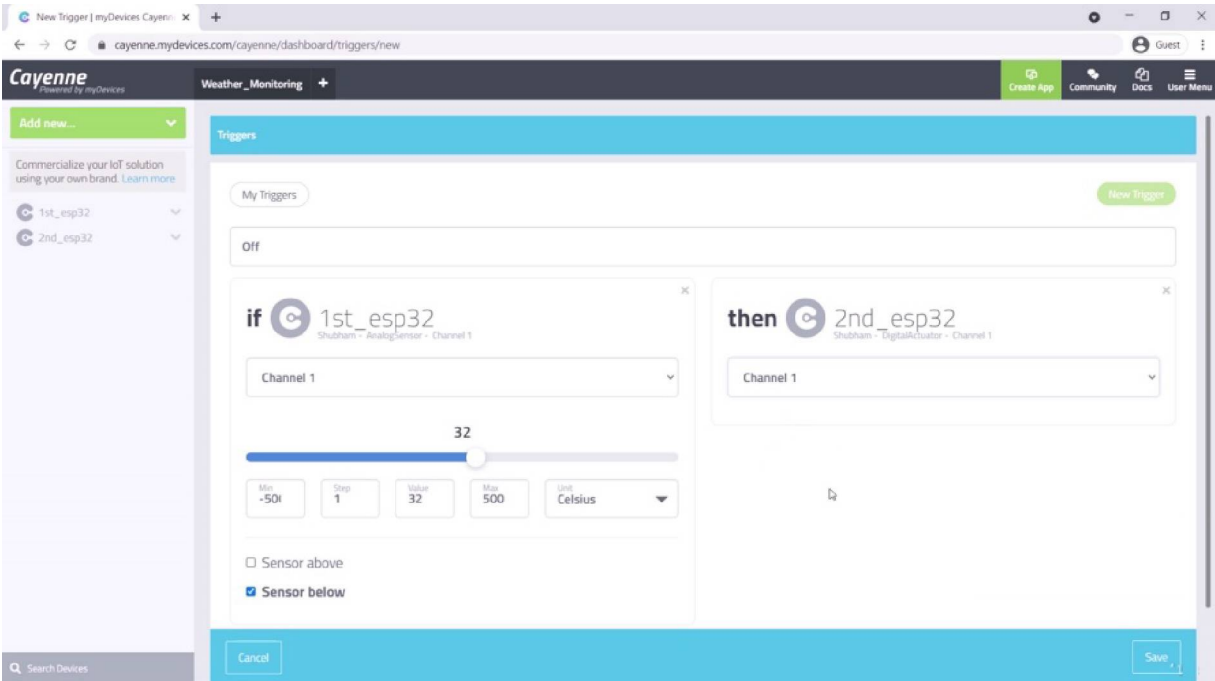 New Trigger | myDevices Cayenn
cayenne.mydevices.com/cayenne/dashboard/triggers/new
Guest
Cayenne
Powered by myDevices
Weather_Monitoring +
Create App
Community
Docs
User Menu
Add new...
Commercialize your IoT solution
using your own brand. Learn more
1st_esp32
2nd_esp32
Triggers
My Triggers
New Trigger
Off
if 1st_esp32
Shubham - AnalogSensor - Channel 1
Channel 1
32
Min
-50
Step
1
Value
32
Max
500
Unit
Celsius
Sensor above
Sensor below
then 2nd_esp32
Shubham - DigitalActuator - Channel 1
Channel 1
Search Devices
Cancel
Save